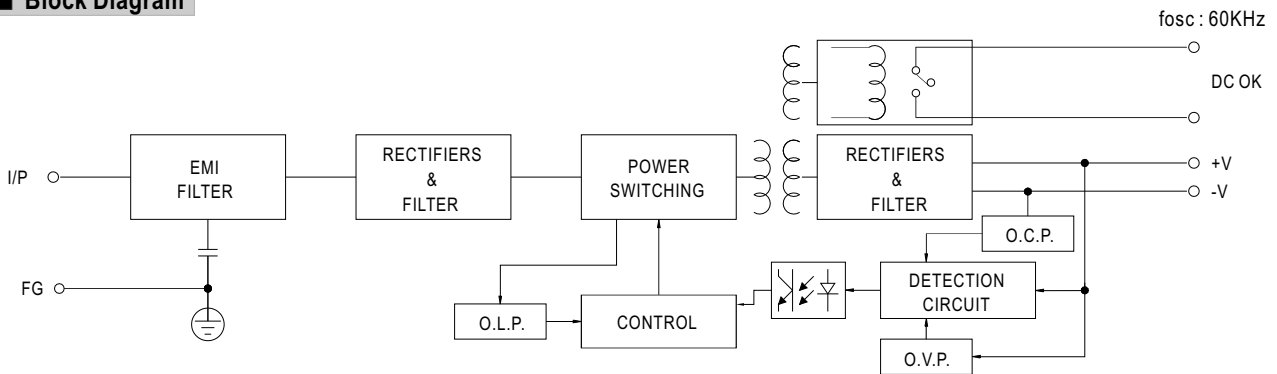 ■ Block Diagram
fosc : 60KHz
DC OK
I/P
EMI
FILTER
RECTIFIERS
&
FILTER
POWER
SWITCHING
RECTIFIERS
&
FILTER
+V
-V
O.C.P.
FG
O.L.P.
CONTROL
DETECTION
CIRCUIT
O.V.P.